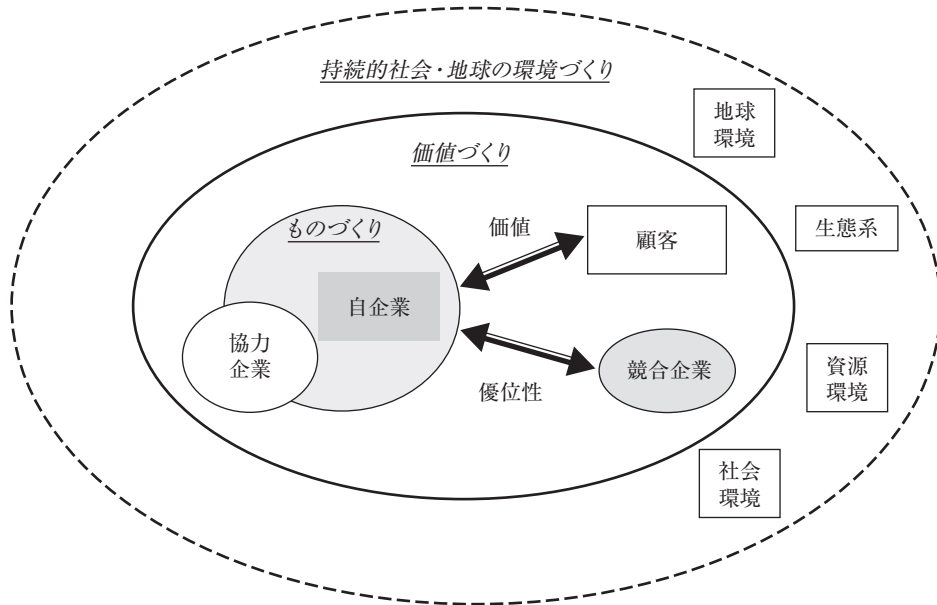 持続的社会・地球の環境づくり
地球
環境
価値づくり
ものづくり
価値
顧客
生態系
自企業
協力
企業
優位性
競合企業
資源
環境
社会
環境